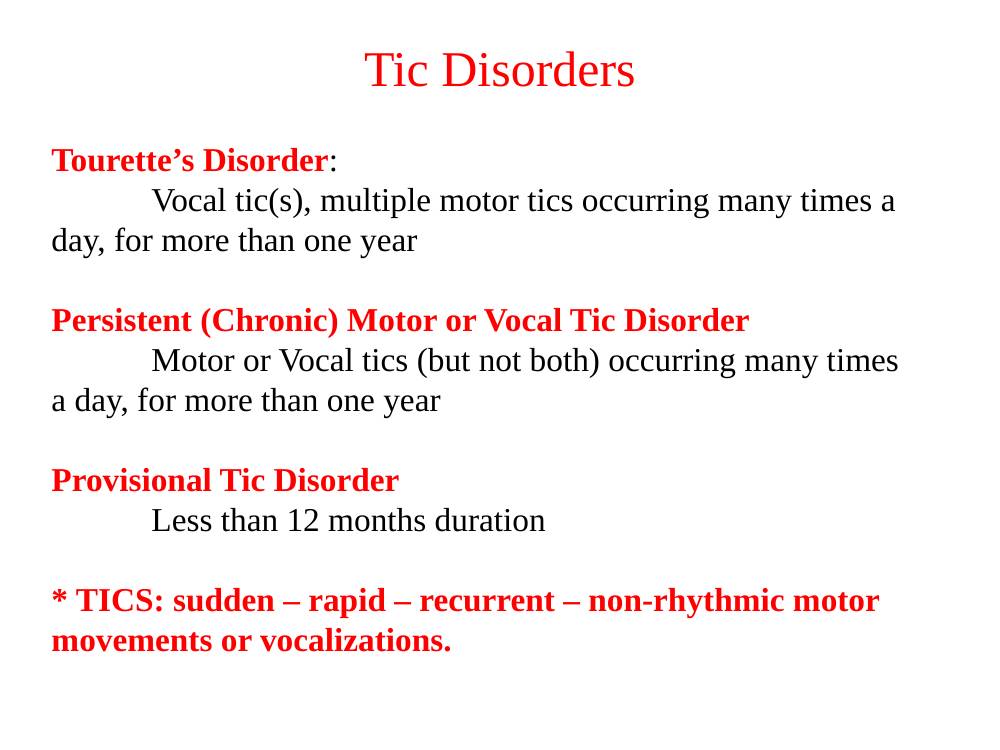 Tic Disorders
Tourette’s Disorder:
Vocal tic(s), multiple motor tics occurring many times a
day, for more than one year
Persistent (Chronic) Motor or Vocal Tic Disorder
Motor or Vocal tics (but not both) occurring many times
a day, for more than one year
Provisional Tic Disorder
Less than 12 months duration
* TICS: sudden – rapid – recurrent – non-rhythmic motor
movements or vocalizations.